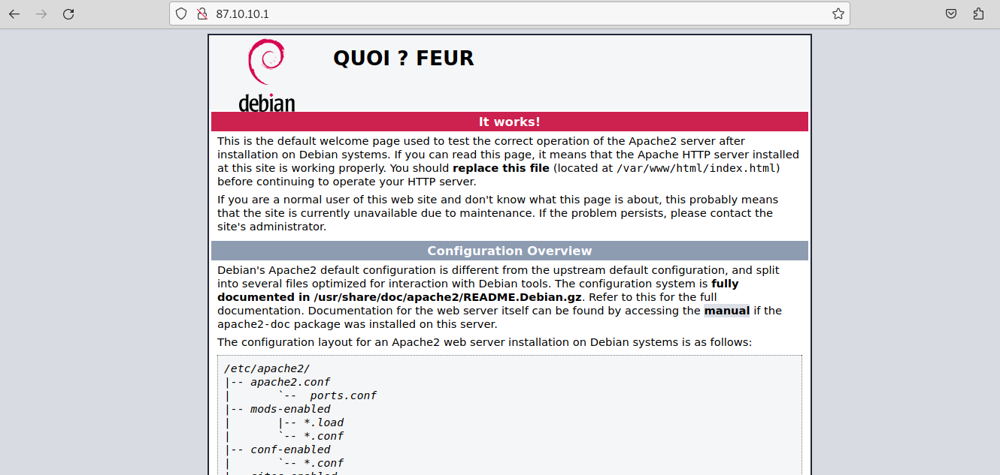 87.10.10.1
debian
QUOI ? FEUR
It works!
This is the default welcome page used to test the correct operation of the Apache2 server after
installation on Debian systems. If you can read this page, it means that the Apache HTTP server installed
at this site is working properly. You should replace this file (located at /var/www/html/index.html)
before continuing to operate your HTTP server.
If you are a normal user of this web site and don't know what this page is about, this probably means
that the site is currently unavailable due to maintenance. If the problem persists, please contact the
site's administrator.
Configuration Overview
Debian's Apache2 default configuration is different from the upstream default configuration, and split
into several files optimized for interaction with Debian tools. The configuration system is fully
documented in /usr/share/doc/apache2/README.Debian.gz. Refer to this for the full
documentation. Documentation for the web server itself can be found by accessing the manual if the
apache2-doc package was installed on this server.
The configuration layout for an Apache2 web server installation on Debian systems is as follows:
/etc/apache2/
|-- apache2.conf
|       `--  ports.conf
|-- mods-enabled
|       |-- *.load
|       `-- *.conf
|-- conf-enabled
|       `-- *.conf
|-- sites-enabled